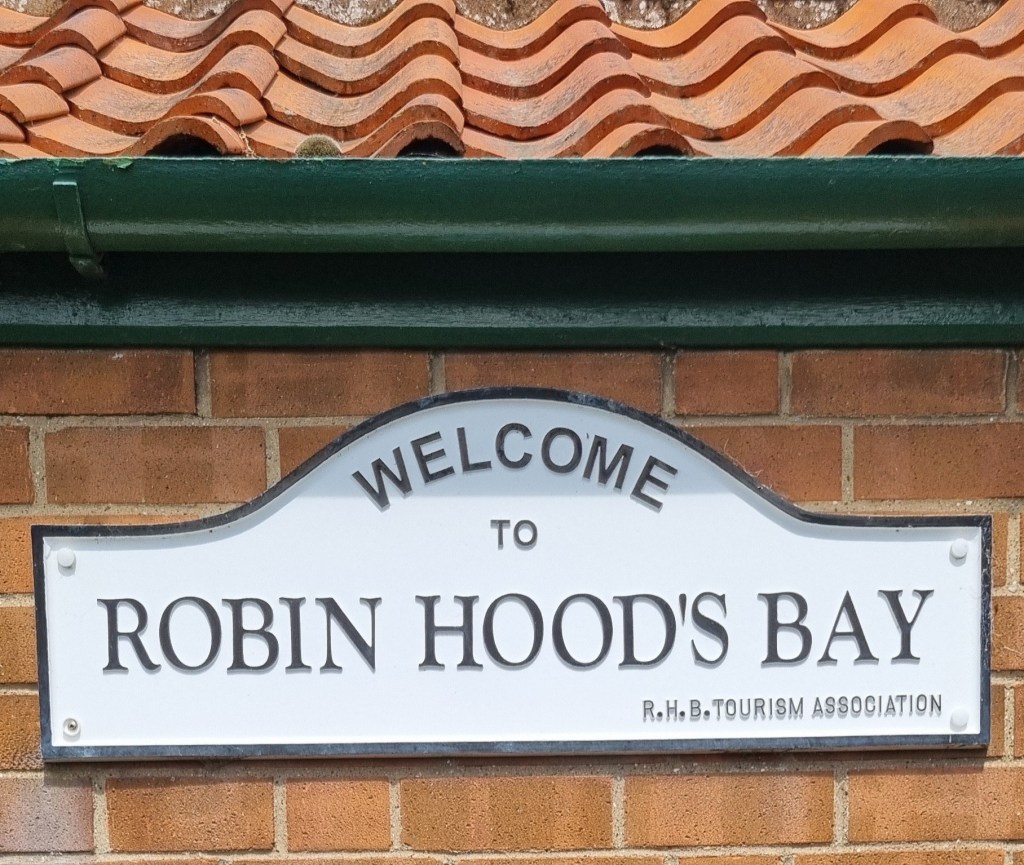 WELCOME
TO
ROBIN HOOD'S BAY
R.H.B.TOURISM ASSOCIATION